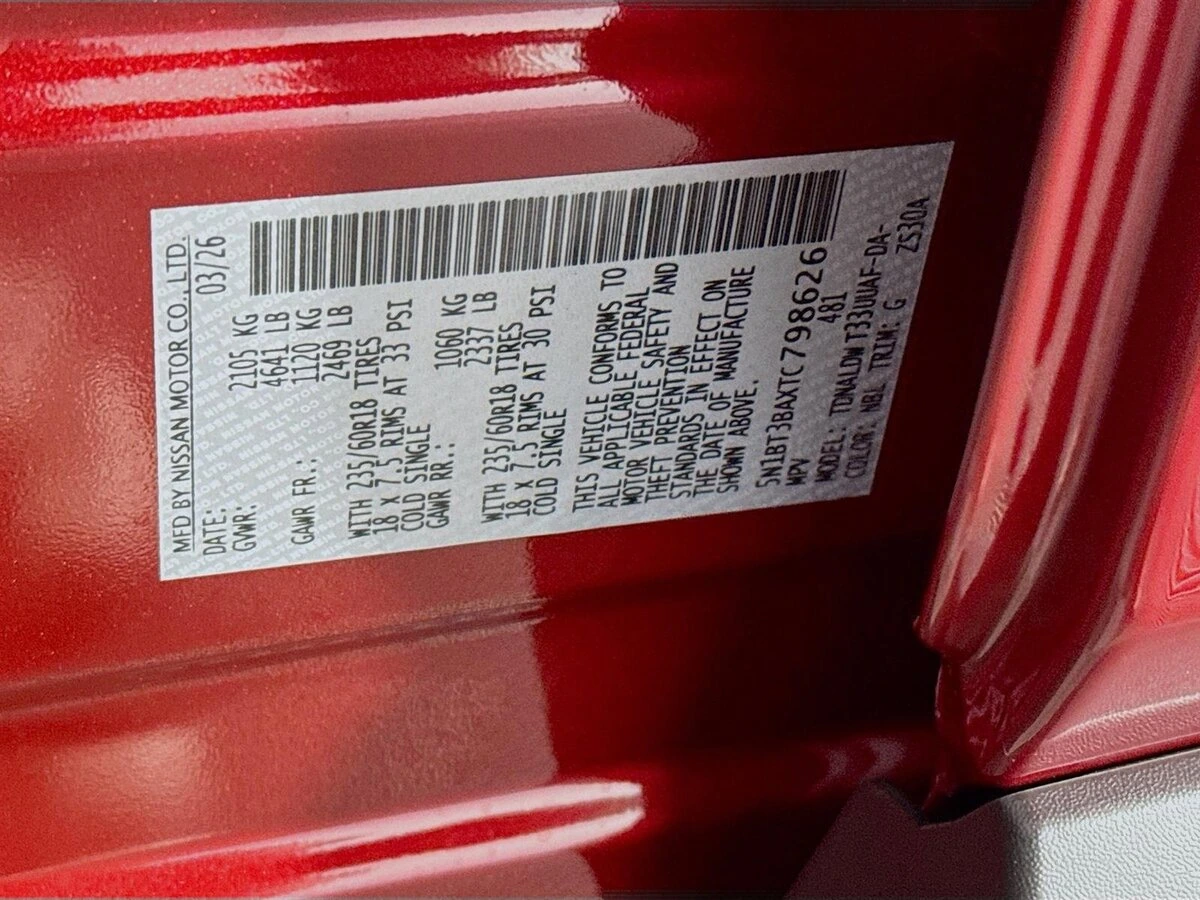 MFD BY NISSAN MOTOR CO., LTD.
DATE: 03/26
GVWR: 2105 KG
4641 LB
GAWR FR.: 1120 KG
2469 LB
WITH 235/60R18 TIRES
18 X 7.5 RIMS AT 33 PSI
COLD SINGLE
GAWR RR.: 1060 KG
2337 LB
WITH 235/60R18 TIRES
18 X 7.5 RIMS AT 30 PSI
COLD SINGLE
THIS VEHICLE CONFORMS TO
ALL APPLICABLE FEDERAL
MOTOR VEHICLE SAFETY AND
THEFT PREVENTION
STANDARDS IN EFFECT ON
THE DATE OF MANUFACTURE
SHOWN ABOVE.
5N1BT3BAXTC798626
MPV 481
MODEL: TDNALDW T33UUAF-DA-
COLOR: NBL TRIM: G ZS30A